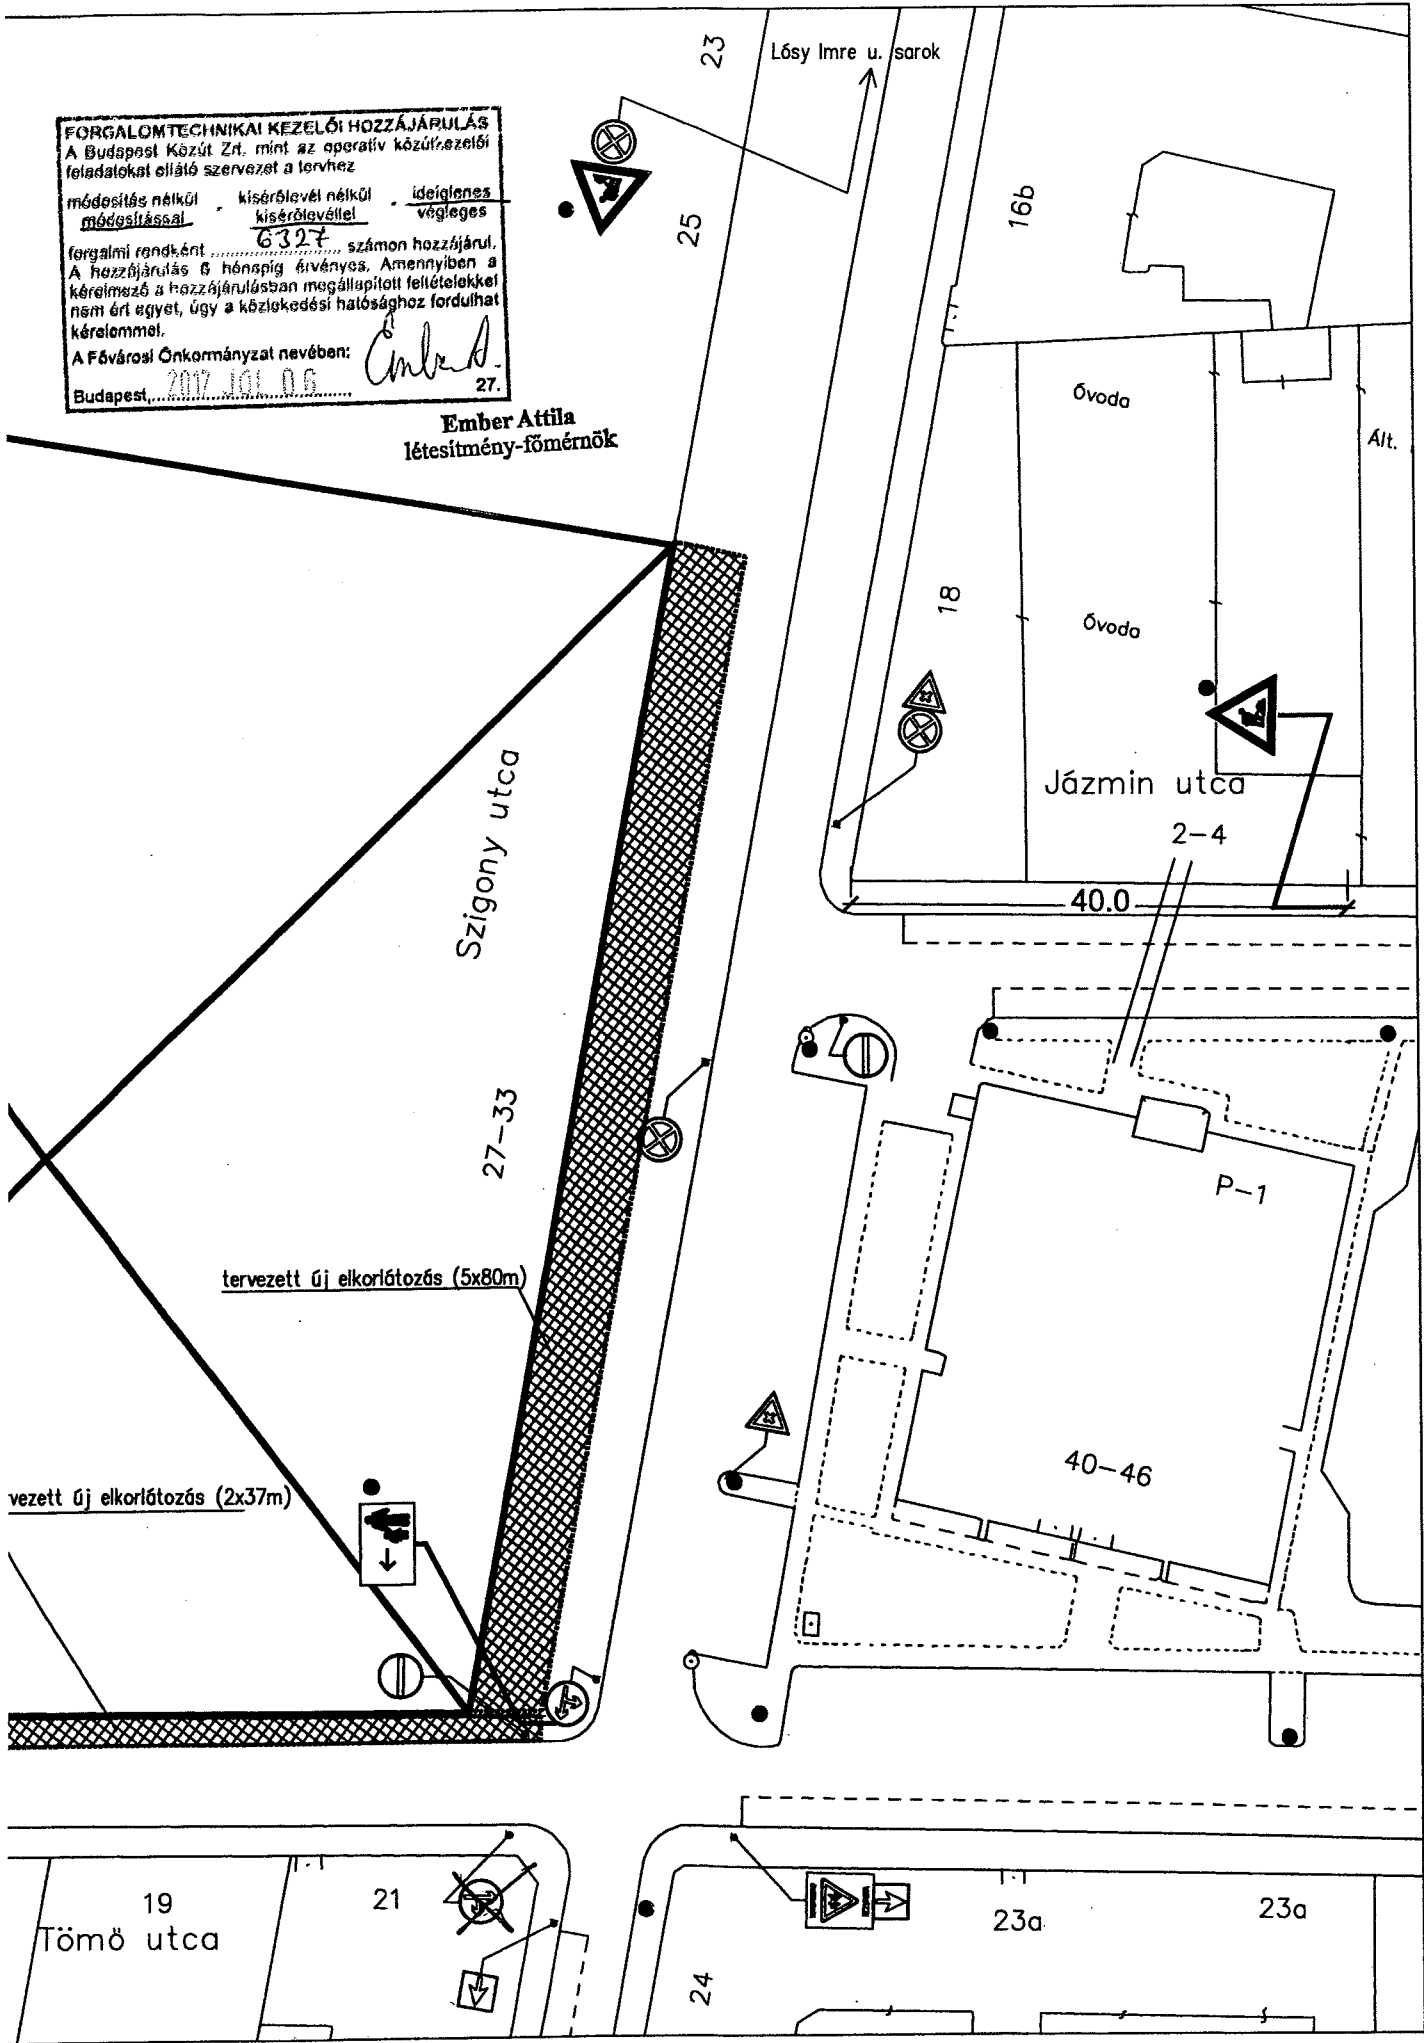 23
Lósy Imre u. sarok
FORGALOMTECHNIKAI KEZELŐI HOZZÁJÁRULÁS
A Budapest Közút Zrt. mint az operatív közútkezelői
feladatokat ellátó szervezet a tervhez
módosítás nélkül - kísérőlevél nélkül - ideiglenes
módosítással kísérőlevéllel végleges
forgalmi rendként 6327 számon hozzájárul.
A hozzájárulás 6 hónapig érvényes. Amennyiben a
kérelmező a hozzájárulásban megállapított feltételekkel
nem ért egyet, úgy a közlekedési hatósághoz fordulhat
kérelemmel.
A Fővárosi Önkormányzat nevében:
Budapest, 2017 JÚL 06. 27.
Ember Attila
létesítmény-főmérnök
25
16b
Óvoda
Ált.
18
Óvoda
Szigony utca
Jázmin utca
2-4
40.0
27-33
P-1
tervezett új elkorlátozás (5x80m)
40-46
vezett új elkorlátozás (2x37m)
19
21
Tömő utca
23a
23a
24